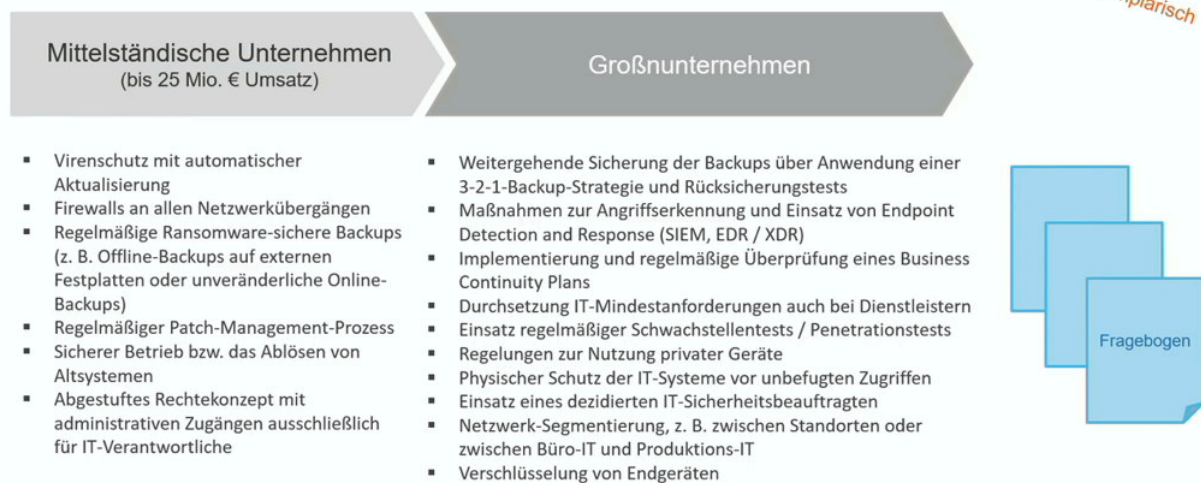 Mittelständische Unternehmen
(bis 25 Mio. € Umsatz)
Großnunternehmen
▪ Virenschutz mit automatischer
Aktualisierung
▪ Firewalls an allen Netzwerkübergängen
▪ Regelmäßige Ransomware-sichere Backups
(z. B. Offline-Backups auf externen
Festplatten oder unveränderliche Online-
Backups)
▪ Regelmäßiger Patch-Management-Prozess
▪ Sicherer Betrieb bzw. das Ablösen von
Altsystemen
▪ Abgestuftes Rechtekonzept mit
administrativen Zugängen ausschließlich
für IT-Verantwortliche
▪ Weitergehende Sicherung der Backups über Anwendung einer
3-2-1-Backup-Strategie und Rücksicherungstests
▪ Maßnahmen zur Angriffserkennung und Einsatz von Endpoint
Detection and Response (SIEM, EDR / XDR)
▪ Implementierung und regelmäßige Überprüfung eines Business
Continuity Plans
▪ Durchsetzung IT-Mindestanforderungen auch bei Dienstleistern
▪ Einsatz regelmäßiger Schwachstellentests / Penetrationstests
▪ Regelungen zur Nutzung privater Geräte
▪ Physischer Schutz der IT-Systeme vor unbefugten Zugriffen
▪ Einsatz eines dezidierten IT-Sicherheitsbeauftragten
▪ Netzwerk-Segmentierung, z. B. zwischen Standorten oder
zwischen Büro-IT und Produktions-IT
▪ Verschlüsselung von Endgeräten
Fragebogen